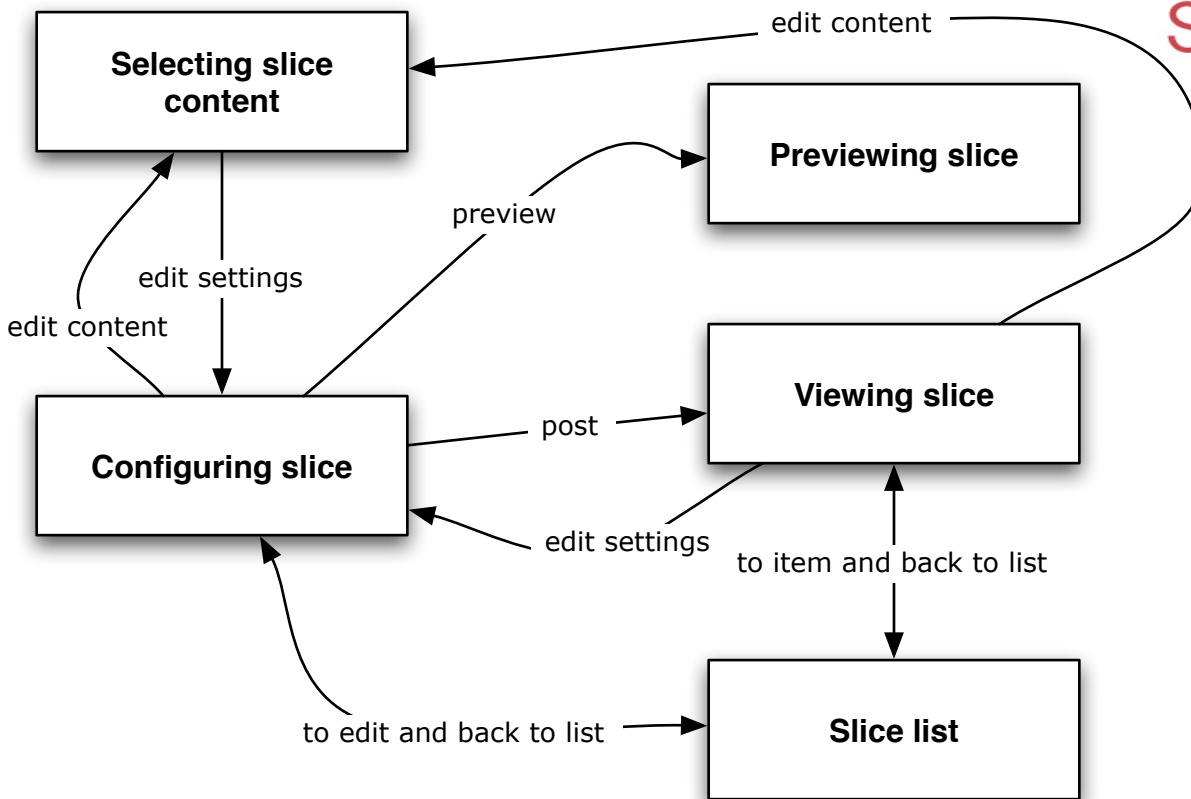 edit content
S
Selecting slice
content
Previewing slice
preview
edit settings
edit content
Viewing slice
post
Configuring slice
edit settings
to item and back to list
to edit and back to list
Slice list